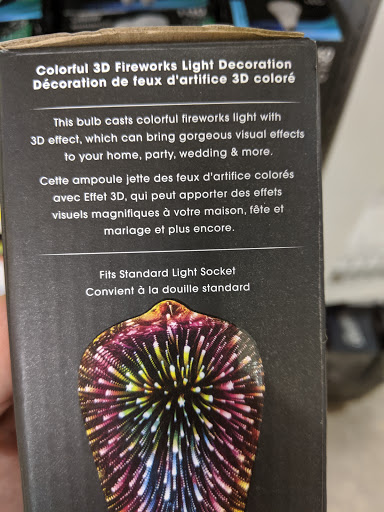 Colorful 3D Fireworks Light Decoration
Décoration de feux d'artifice 3D coloré
This bulb casts colorful fireworks light with
3D effect, which can bring gorgeous visual effects
to your home, party, wedding & more.
Cette ampoule jette des feux d'artifice colorés
avec Effet 3D, qui peut apporter des effets
visuels magnifiques à votre maison, fête et
mariage et plus encore.
Fits Standard Light Socket
Convient à la douille standard